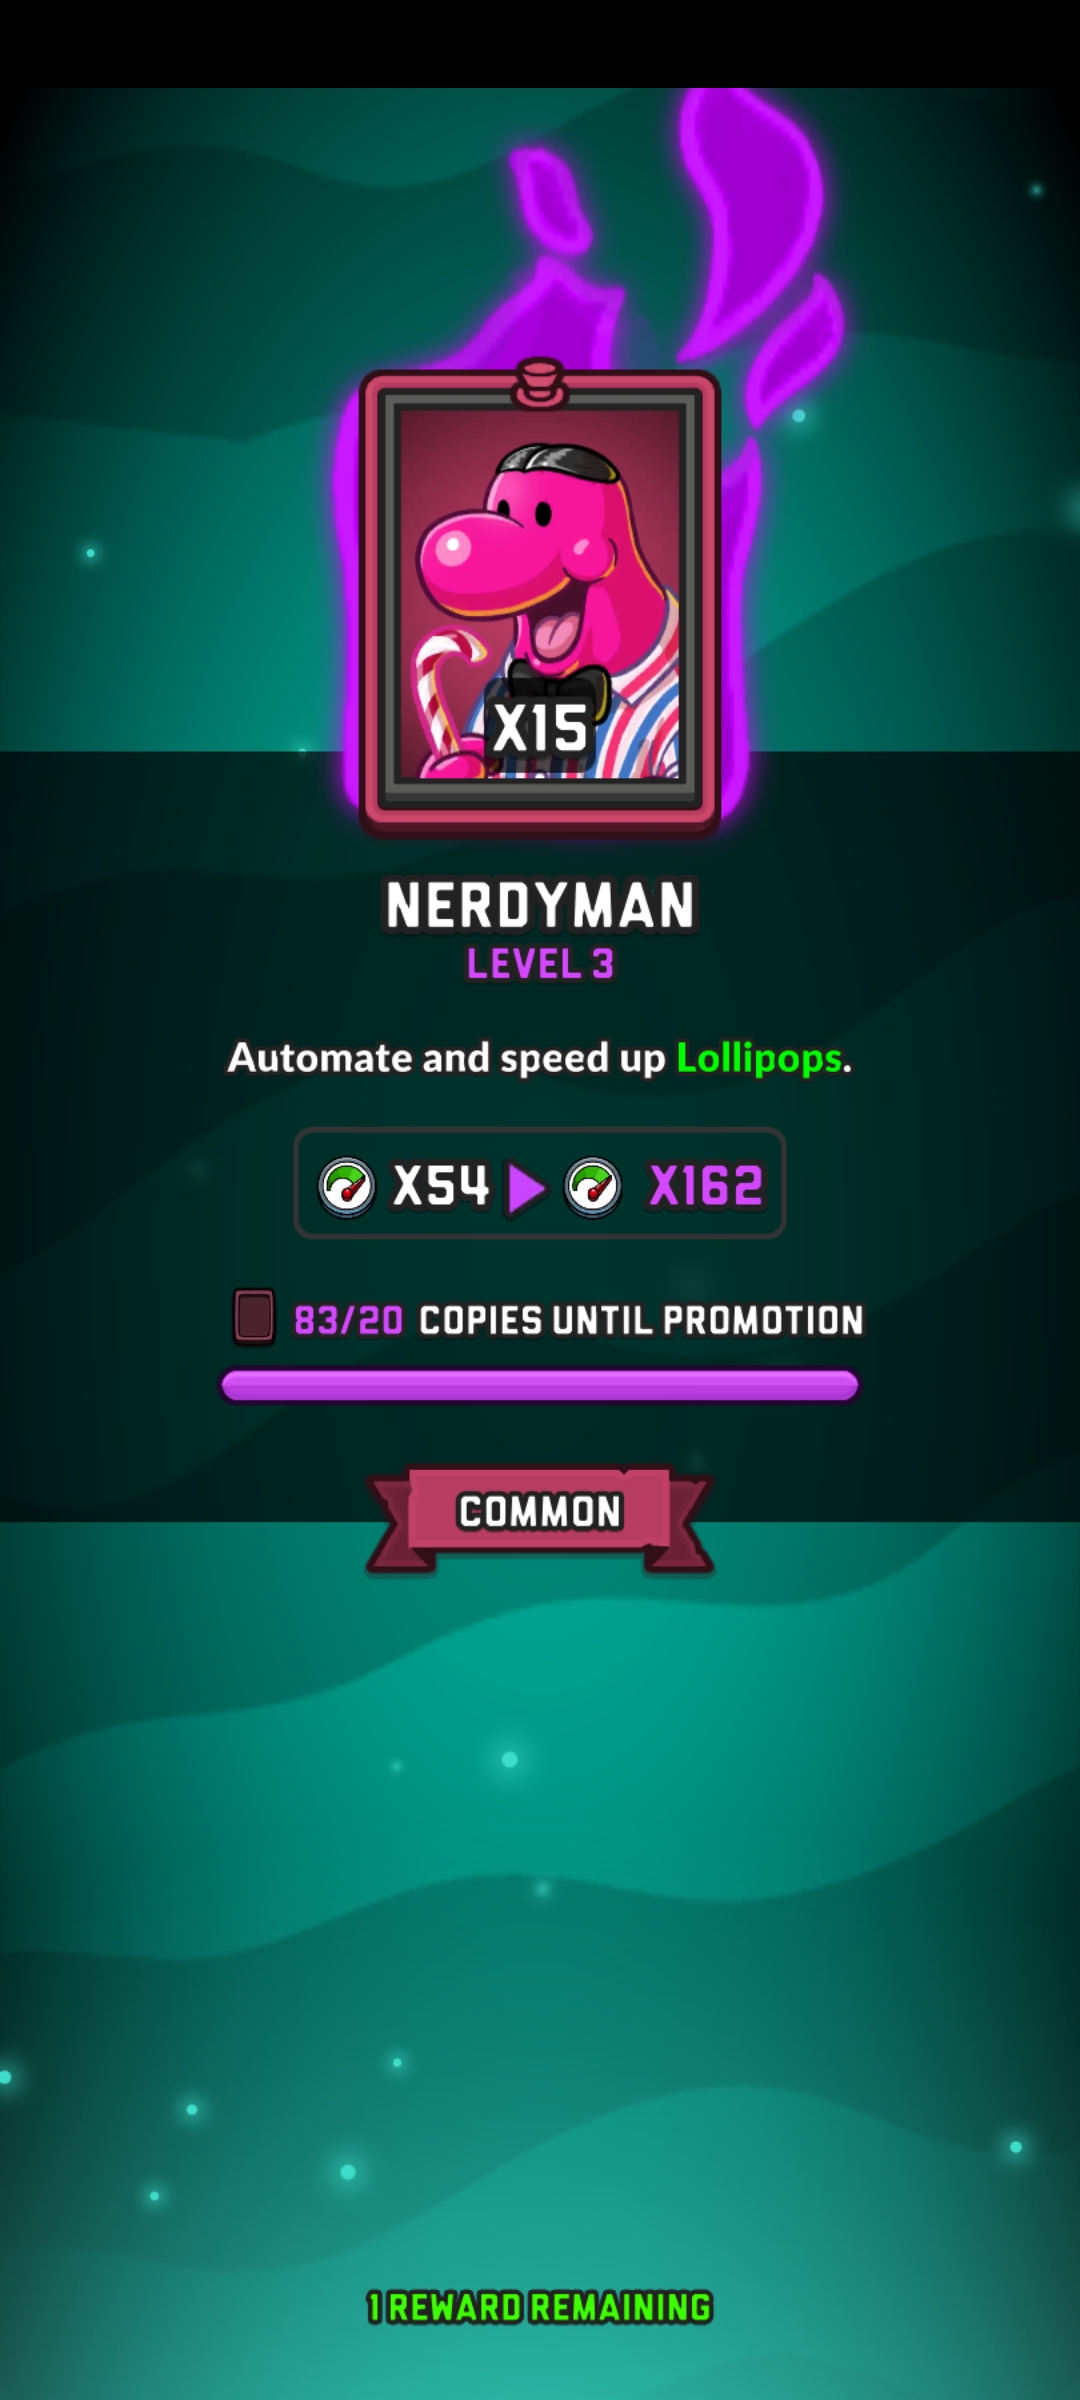 X15
NERDYMAN
LEVEL 3
Automate and speed up Lollipops.
X54 X162
83/20 COPIES UNTIL PROMOTION
COMMON
1 REWARD REMAINING